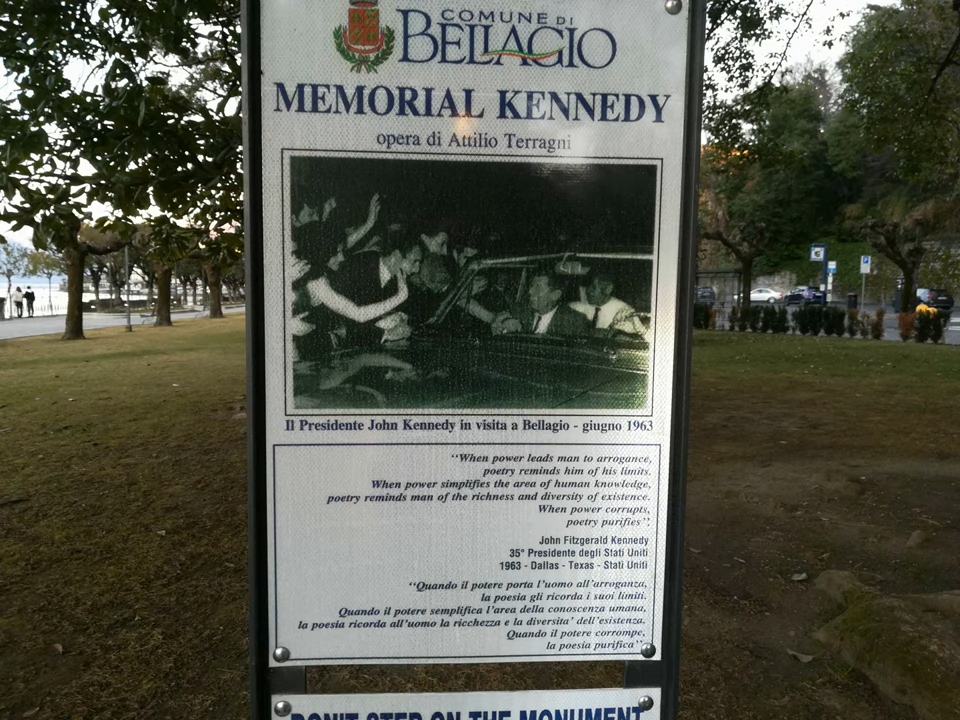 COMUNE DI
BELLAGIO
MEMORIAL KENNEDY
opera di Attilio Terragni
Il Presidente John Kennedy in visita a Bellagio - giugno 1963
“When power leads man to arrogance,
poetry reminds him of his limits.
When power simplifies the area of human knowledge,
poetry reminds man of the richness and diversity of existence.
When power corrupts,
poetry purifies”
John Fitzgerald Kennedy
35° Presidente degli Stati Uniti
1963 - Dallas - Texas - Stati Uniti
“Quando il potere porta l'uomo all'arroganza,
la poesia gli ricorda i suoi limiti.
Quando il potere semplifica l'area della conoscenza umana,
la poesia ricorda all'uomo la ricchezza e la diversita' dell'esistenza.
Quando il potere corrompe,
la poesia purifica”
DON'T STEP ON THE MONUMENT